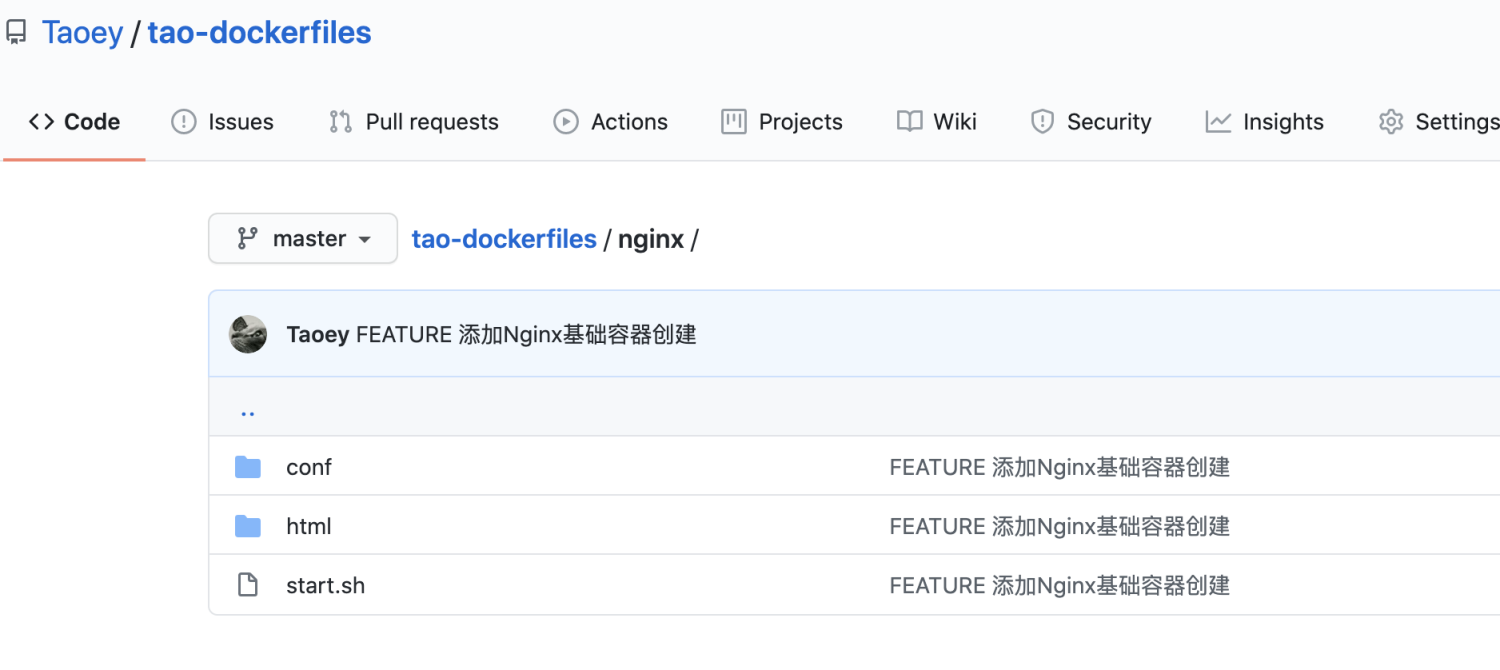 Taoey / tao-dockerfiles
Code Issues Pull requests Actions Projects Wiki Security Insights Settings
master tao-dockerfiles / nginx /
Taoey FEATURE 添加Nginx基础容器创建
..
conf FEATURE 添加Nginx基础容器创建
html FEATURE 添加Nginx基础容器创建
start.sh FEATURE 添加Nginx基础容器创建